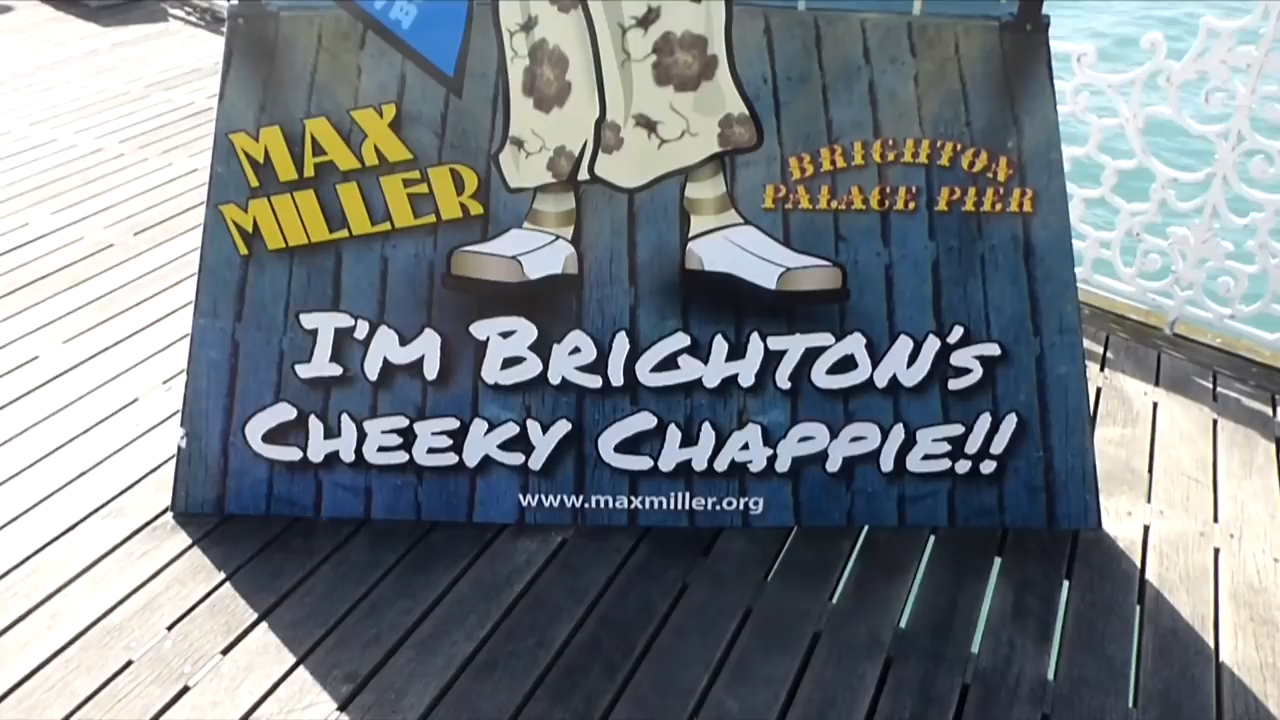 MAX
MILLER
BRIGHTON
PALACE PIER
I'M BRIGHTON'S
CHEEKY CHAPPIE!!
www.maxmiller.org